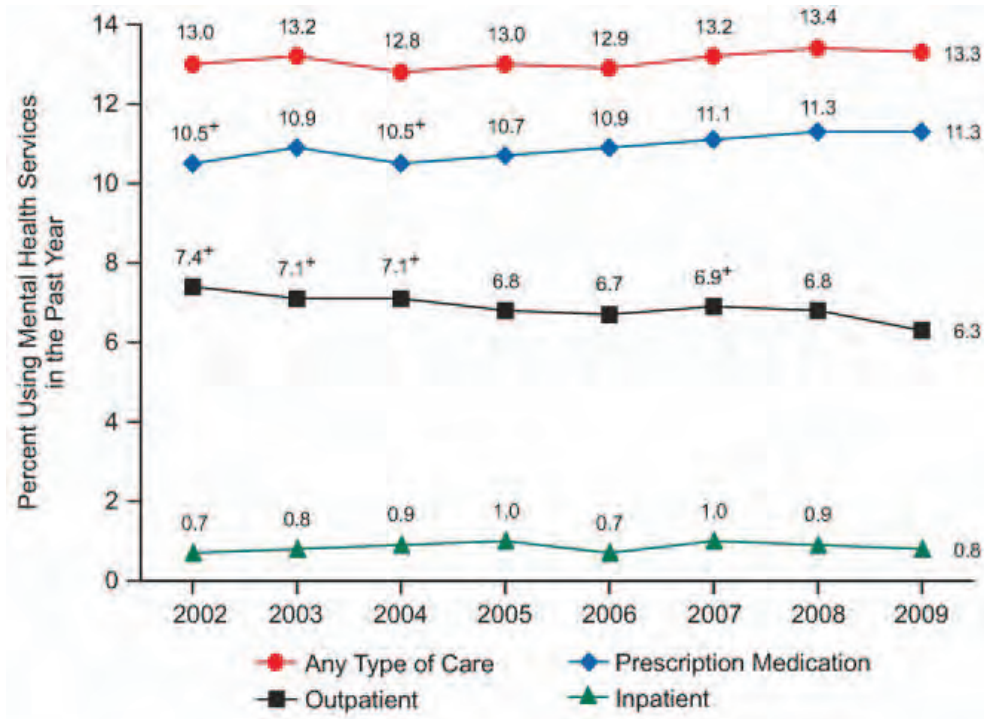 Percent Using Mental Health Services
in the Past Year
14
12
10
8
6
4
2
0
13.0 13.2 12.8 13.0 12.9 13.2 13.4 13.3
10.5+ 10.9 10.5+ 10.7 10.9 11.1 11.3 11.3
7.4+ 7.1+ 7.1+ 6.8 6.7 6.9+ 6.8 6.3
0.7 0.8 0.9 1.0 0.7 1.0 0.9 0.8
2002 2003 2004 2005 2006 2007 2008 2009
Any Type of Care Prescription Medication
Outpatient Inpatient